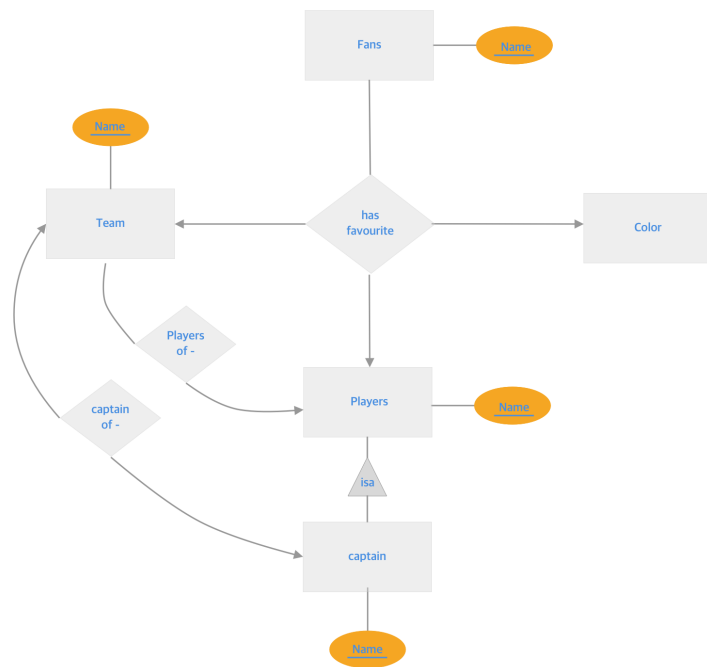 Fans
Name
Name
Team
has
favourite
Color
Players
of -
captain
of -
Players
Name
isa
captain
Name